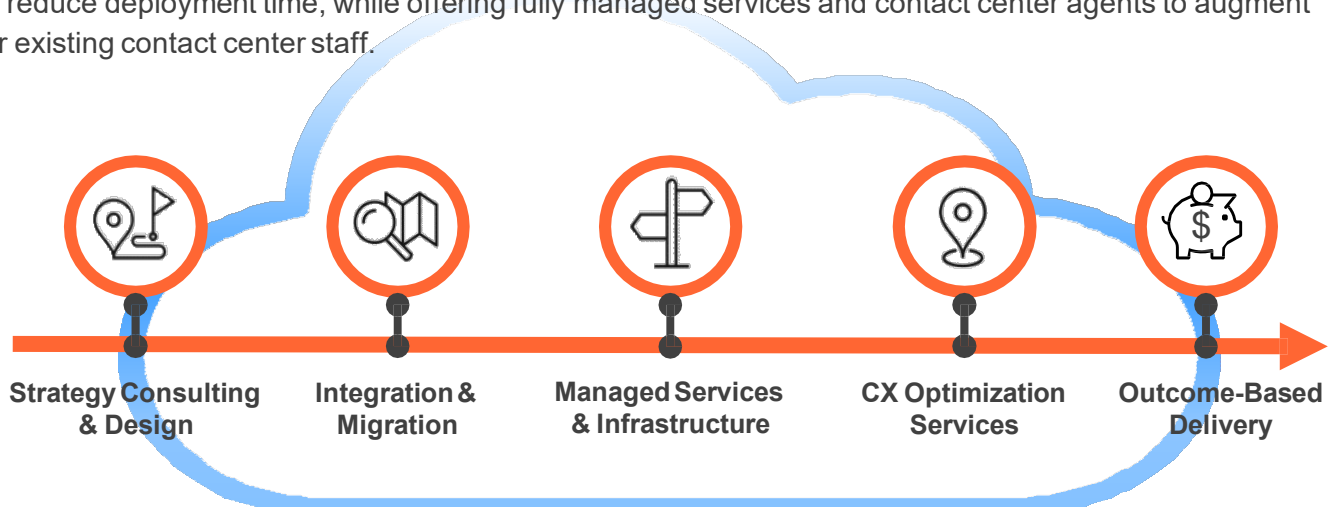 reduce deployment time, while offering fully managed services and contact center agents to augment
r existing contact center staff.
$
Strategy Consulting
& Design
Integration &
Migration
Managed Services
& Infrastructure
CX Optimization
Services
Outcome-Based
Delivery